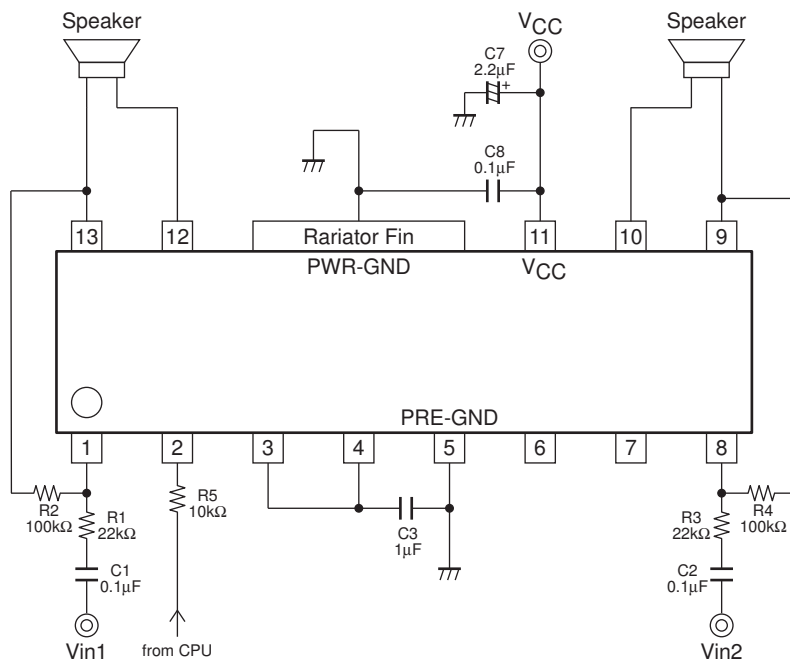 Speaker
VCC
Speaker
C7
2.2μF
+
C8
0.1μF
13
12
Rariator Fin
11
10
9
PWR-GND
VCC
PRE-GND
1
2
3
4
5
6
7
8
R2
100kΩ
R1
22kΩ
R5
10kΩ
C3
1μF
R3
22kΩ
R4
100kΩ
C1
0.1μF
C2
0.1μF
Vin1
from CPU
Vin2